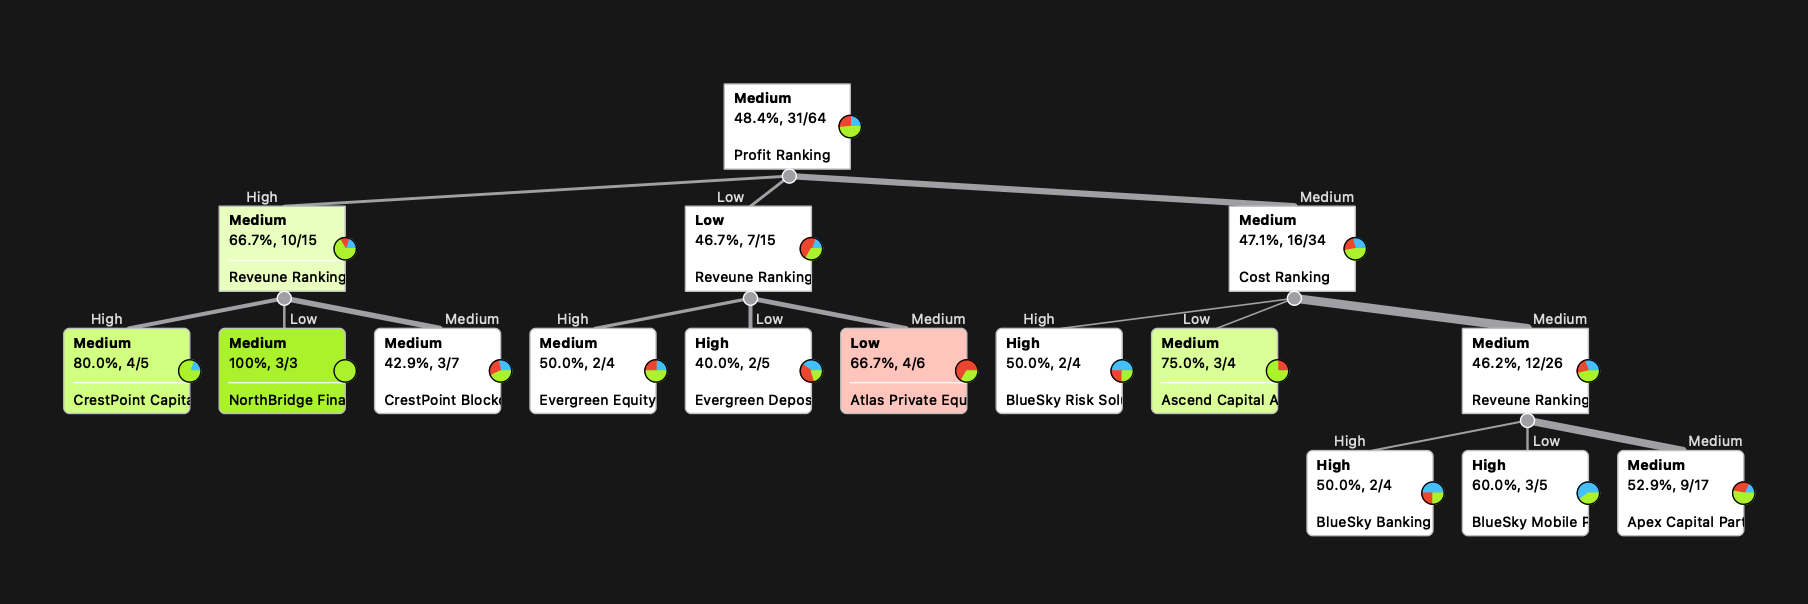 Medium
48.4%, 31/64
Profit Ranking
High
Low
Medium
Medium
66.7%, 10/15
Reveune Ranking
Low
46.7%, 7/15
Reveune Ranking
Medium
47.1%, 16/34
Cost Ranking
High
Low
Medium
High
Low
Medium
High
Low
Medium
Medium
80.0%, 4/5
CrestPoint Capita
Medium
100%, 3/3
NorthBridge Fina
Medium
42.9%, 3/7
CrestPoint Blocke
Medium
50.0%, 2/4
Evergreen Equity
High
40.0%, 2/5
Evergreen Depos
Low
66.7%, 4/6
Atlas Private Equ
High
50.0%, 2/4
BlueSky Risk Solu
Medium
75.0%, 3/4
Ascend Capital A
Medium
46.2%, 12/26
Reveune Ranking
High
Low
Medium
High
50.0%, 2/4
BlueSky Banking
High
60.0%, 3/5
BlueSky Mobile P
Medium
52.9%, 9/17
Apex Capital Part